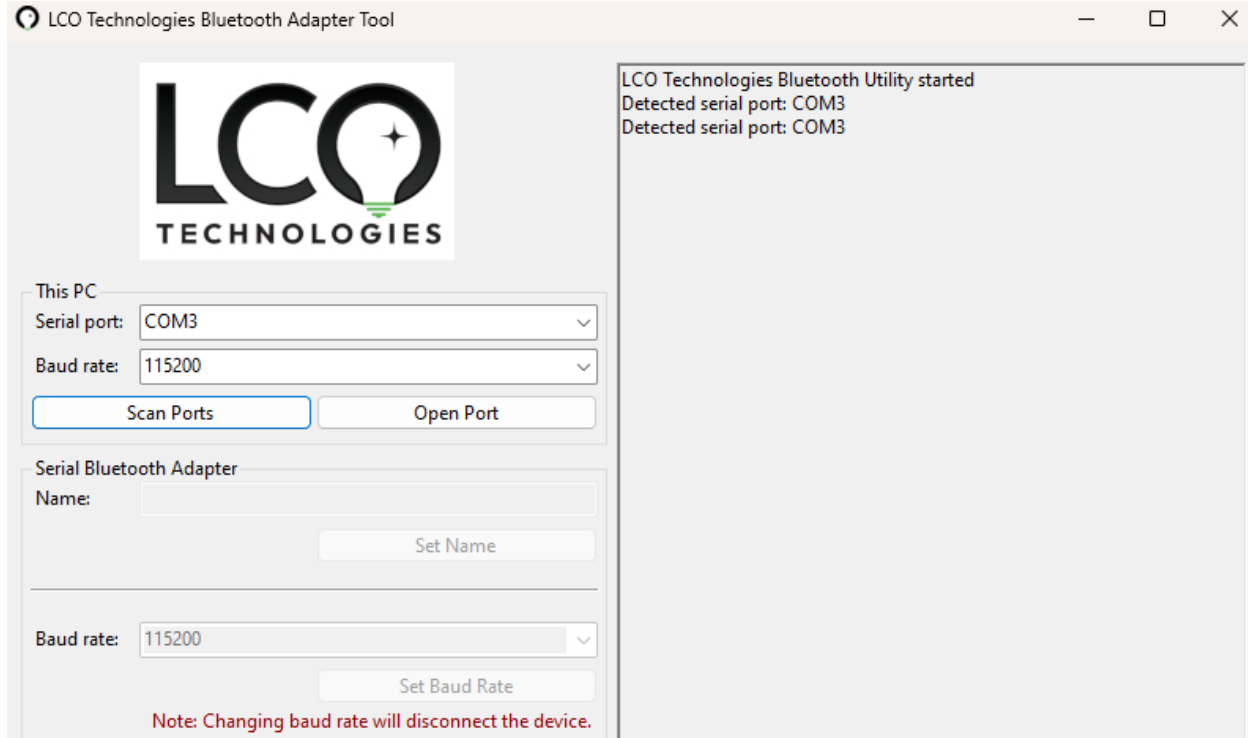 LCO Technologies Bluetooth Adapter Tool
LCO
TECHNOLOGIES
This PC
Serial port: COM3
Baud rate: 115200
Scan Ports Open Port
Serial Bluetooth Adapter
Name:
Set Name
Baud rate: 115200
Set Baud Rate
Note: Changing baud rate will disconnect the device.
LCO Technologies Bluetooth Utility started
Detected serial port: COM3
Detected serial port: COM3